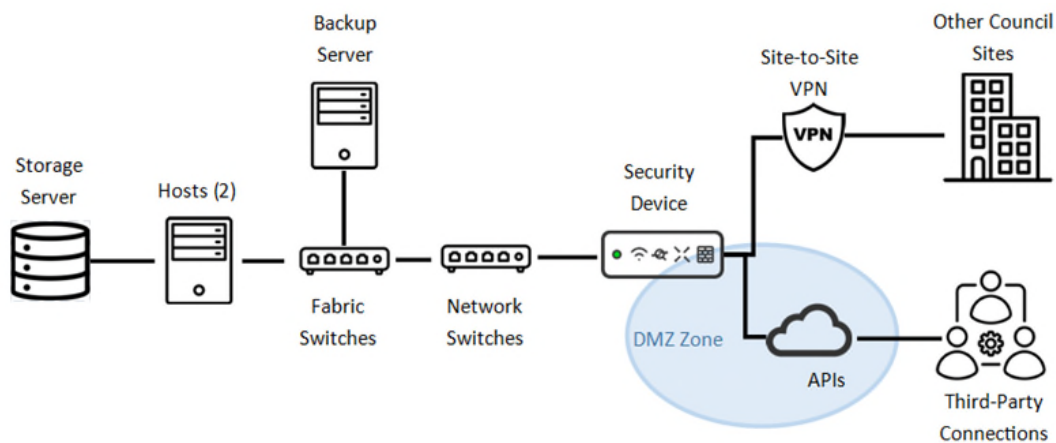 Backup
Server
Other Council
Sites
Site-to-Site
VPN
VPN
Storage
Server
Hosts (2)
Security
Device
Fabric
Switches
Network
Switches
DMZ Zone
APIs
Third-Party
Connections